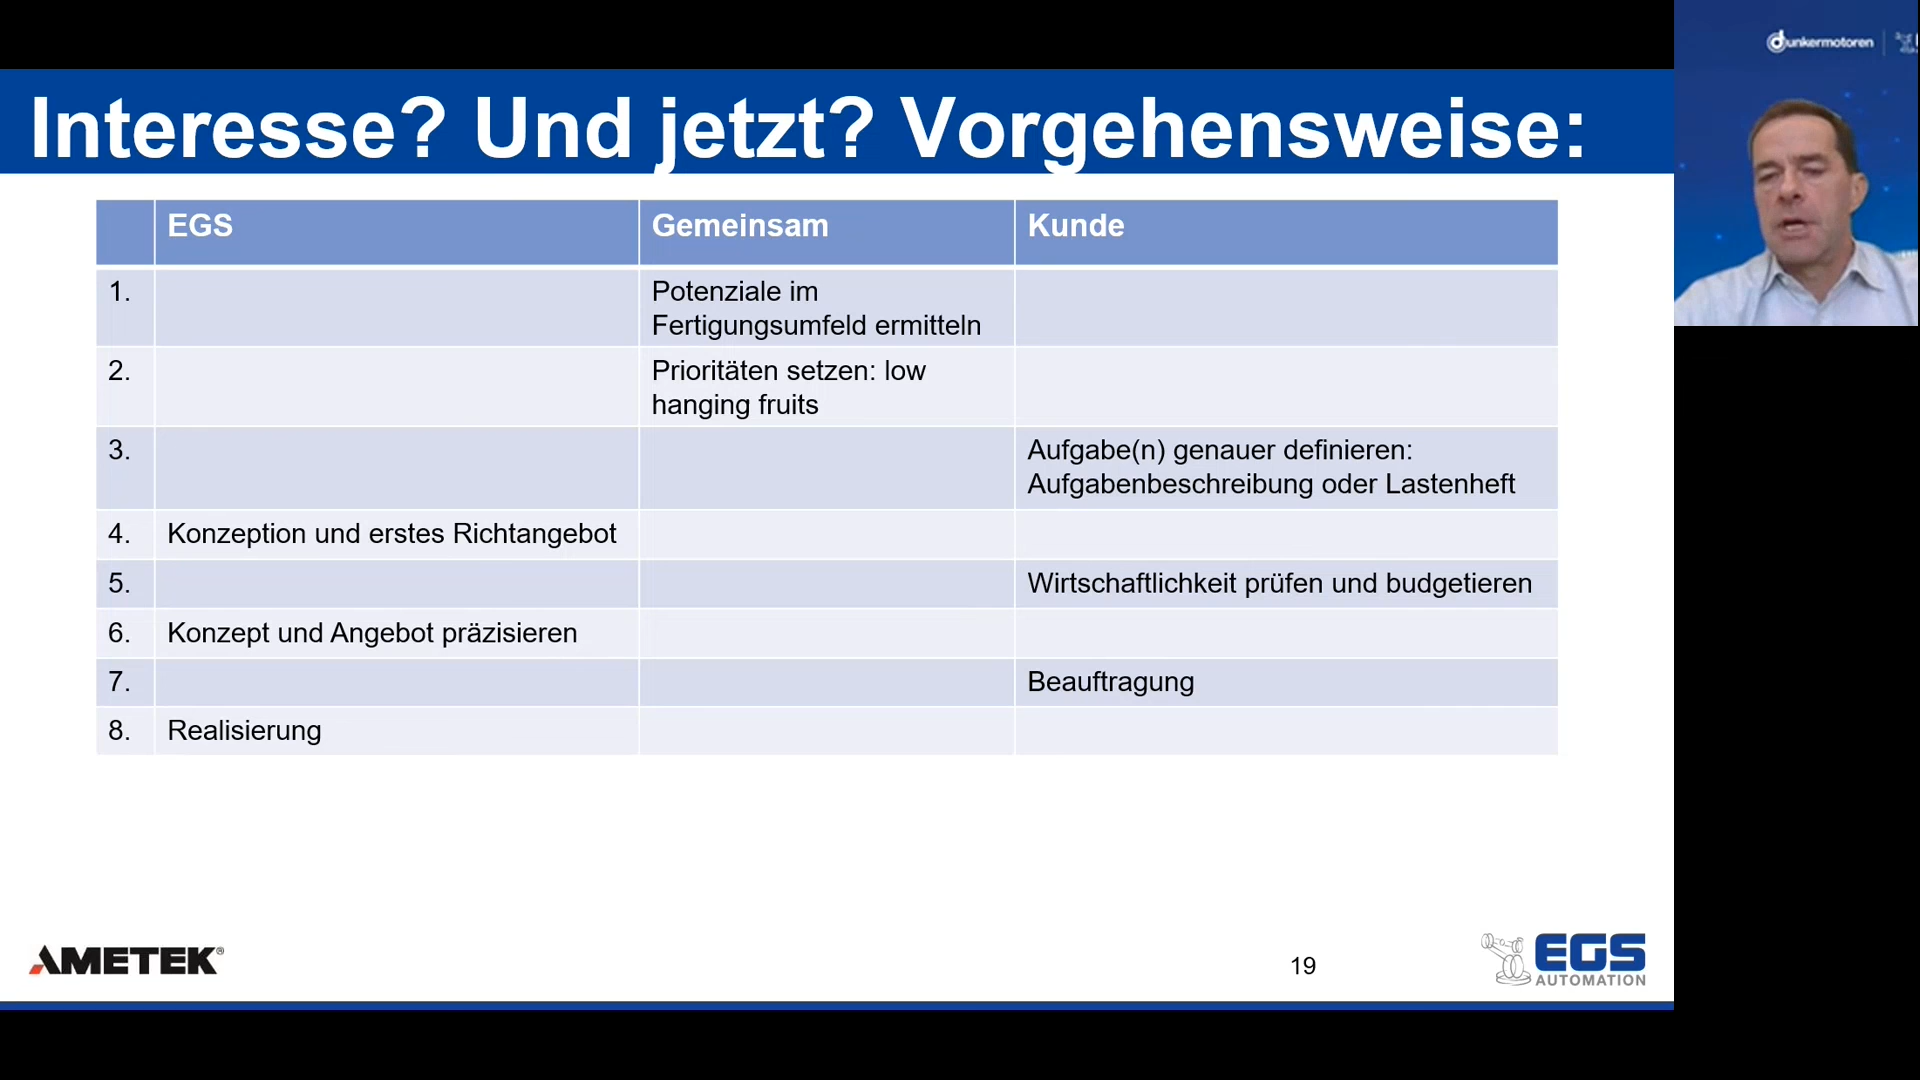 dunkermotoren
Interesse? Und jetzt? Vorgehensweise:
EGS Gemeinsam Kunde
1. Potenziale im
Fertigungsumfeld ermitteln
2. Prioritäten setzen: low
hanging fruits
3. Aufgabe(n) genauer definieren:
Aufgabenbeschreibung oder Lastenheft
4. Konzeption und erstes Richtangebot
5. Wirtschaftlichkeit prüfen und budgetieren
6. Konzept und Angebot präzisieren
7. Beauftragung
8. Realisierung
AMETEK®
19
EGS
AUTOMATION